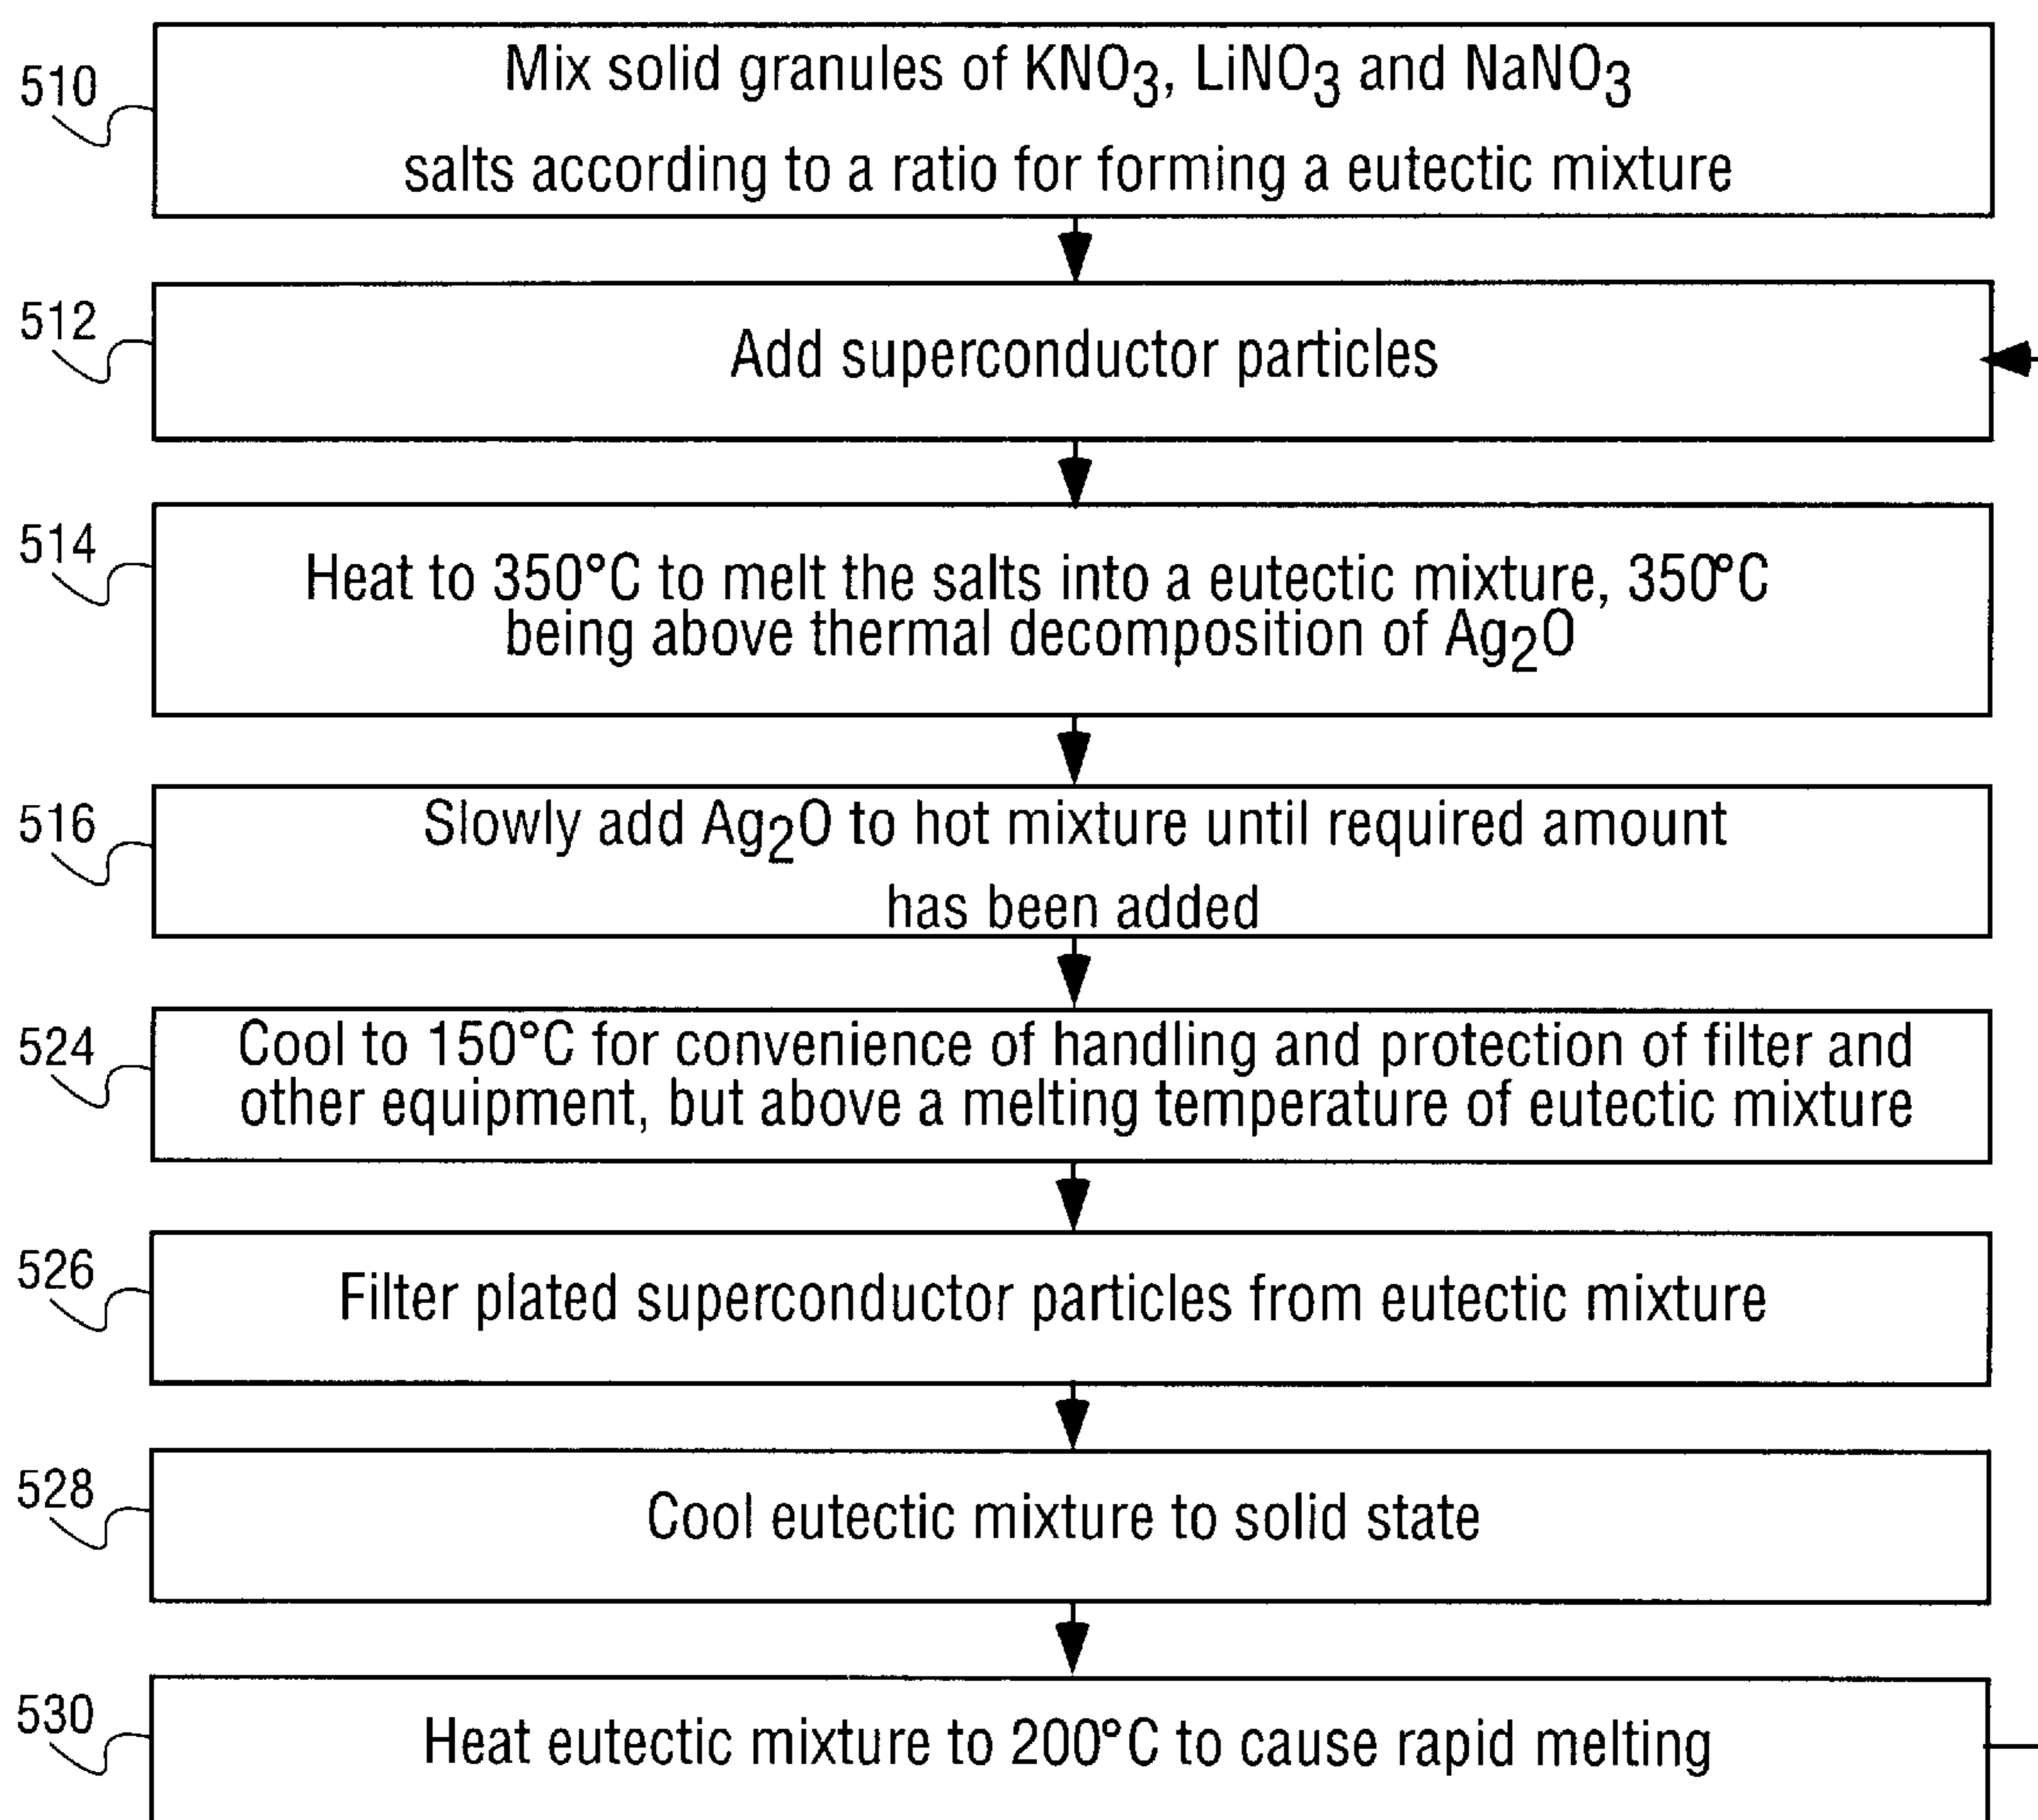 510
Mix solid granules of KNO3, LiNO3 and NaNO3
salts according to a ratio for forming a eutectic mixture
512
Add superconductor particles
514
Heat to 350°C to melt the salts into a eutectic mixture, 350°C
being above thermal decomposition of Ag2O
516
Slowly add Ag2O to hot mixture until required amount
has been added
524
Cool to 150°C for convenience of handling and protection of filter and
other equipment, but above a melting temperature of eutectic mixture
526
Filter plated superconductor particles from eutectic mixture
528
Cool eutectic mixture to solid state
530
Heat eutectic mixture to 200°C to cause rapid melting